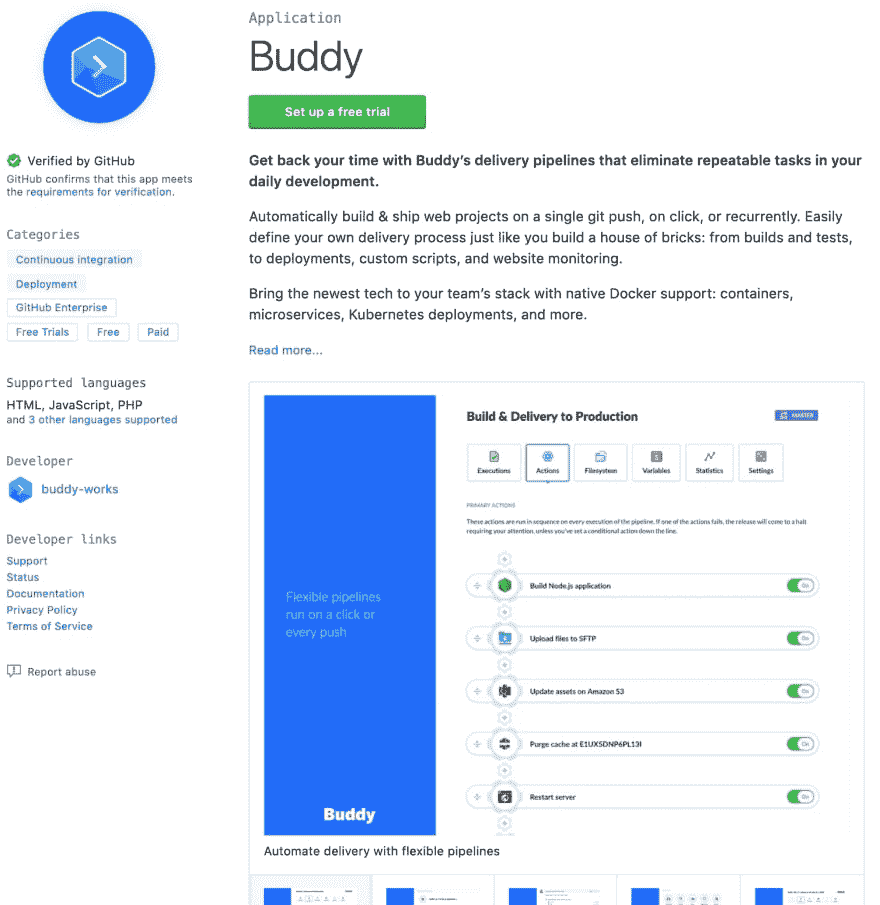 Application
Buddy
Set up a free trial
Verified by GitHub
GitHub confirms that this app meets
the requirements for verification.
Categories
Continuous integration
Deployment
GitHub Enterprise
Free Trials
Free
Paid
Supported languages
HTML, JavaScript, PHP
and 3 other languages supported
Developer
buddy-works
Developer links
Support
Status
Documentation
Privacy Policy
Terms of Service
Report abuse
Get back your time with Buddy's delivery pipelines that eliminate repeatable tasks in your
daily development.
Automatically build & ship web projects on a single git push, on click, or recurrently. Easily
define your own delivery process just like you build a house of bricks: from builds and tests,
to deployments, custom scripts, and website monitoring.
Bring the newest tech to your team's stack with native Docker support: containers,
microservices, Kubernetes deployments, and more.
Read more...
Flexible pipelines
run on a click or
every push
Buddy
Build & Delivery to Production
MASTER
Executions
Actions
Filesystem
Variables
Statistics
Settings
PRIMARY ACTIONS
These actions are run in sequence on every execution of the pipeline. If one of the actions fails, the release will come to a halt
requiring your attention, unless you've set a conditional action down the line.
Build Node.js application
On
Upload files to SFTP
On
Update assets on Amazon S3
On
Purge cache at E1UXSDNP6PL13I
On
Restart server
On
Automate delivery with flexible pipelines